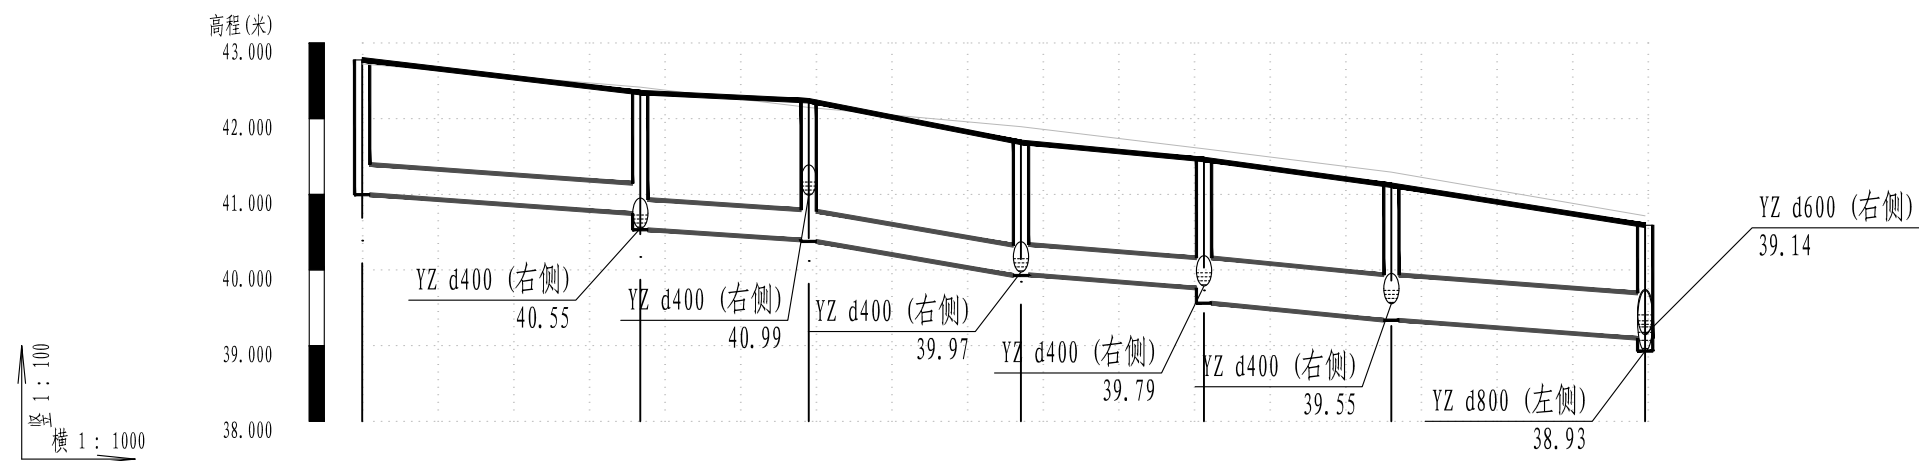 高程(米)
43.000
42.000
41.000
40.000
39.000
38.000
竖 1:100
横 1: 1000
YZ d400 (右侧)
40.55
YZ d400 (右侧)
40.99
YZ d400 (右侧)
39.97
YZ d400 (右侧)
39.79
YZ d400 (右侧)
39.55
YZ d800 (左侧)
38.93
YZ d600 (右侧)
39.14